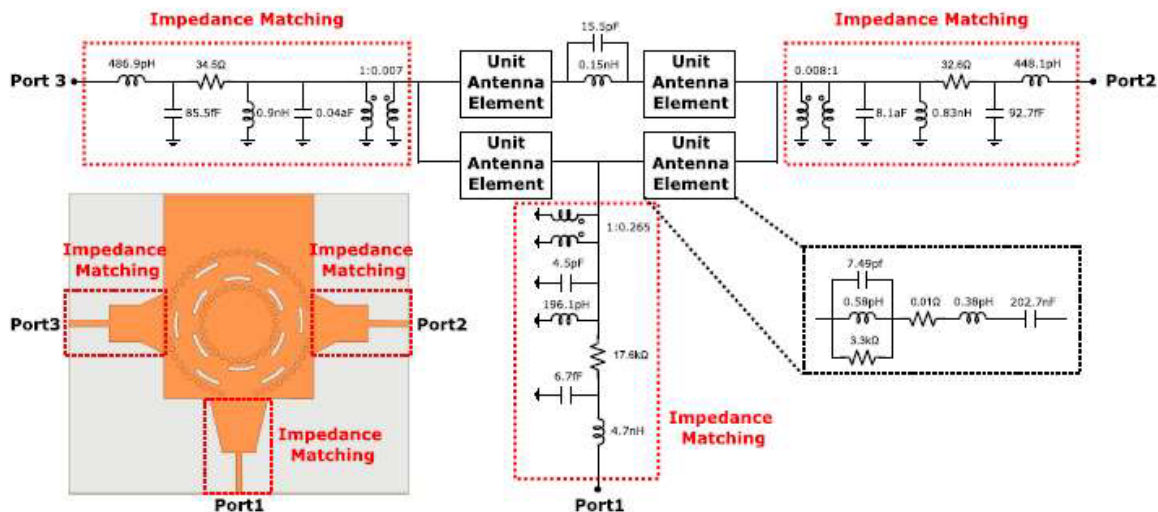 Impedance Matching
486.9pH
34.5Ω
1:0.007
Port 3
85.5fF
0.9nH
0.04aF
Unit
Antenna
Element
15.5pF
0.15nH
Unit
Antenna
Element
Impedance Matching
0.008:1
32.6Ω
448.1pH
Port2
8.1aF
0.83nH
92.7fF
Unit
Antenna
Element
Unit
Antenna
Element
1:0.265
4.5pF
196.1pH
17.6kΩ
6.7fF
4.7nH
Impedance
Matching
Port1
7.49pf
0.58pH
3.3kΩ
0.01Ω
0.38pH
202.7nF
Impedance
Matching
Impedance
Matching
Port3
Port2
Impedance
Matching
Port1